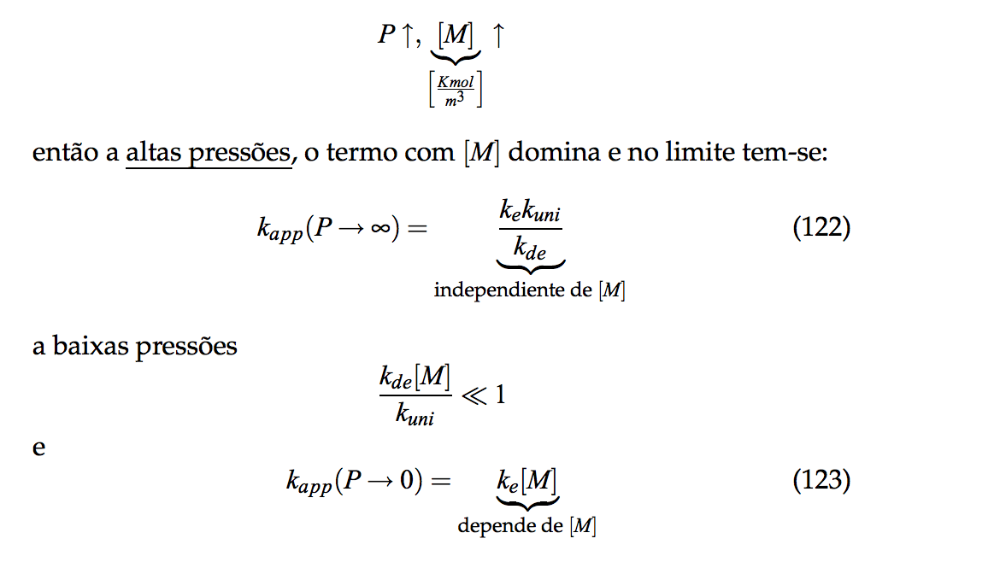 P ↑, [M] ↑
[Kmol/m³]
então a altas pressões, o termo com [M] domina e no limite tem-se:
k_app(P → ∞) = k_e k_uni / k_de (122)
independiente de [M]
a baixas pressões
k_de[M] / k_uni ≪ 1
e
k_app(P → 0) = k_e[M] (123)
depende de [M]